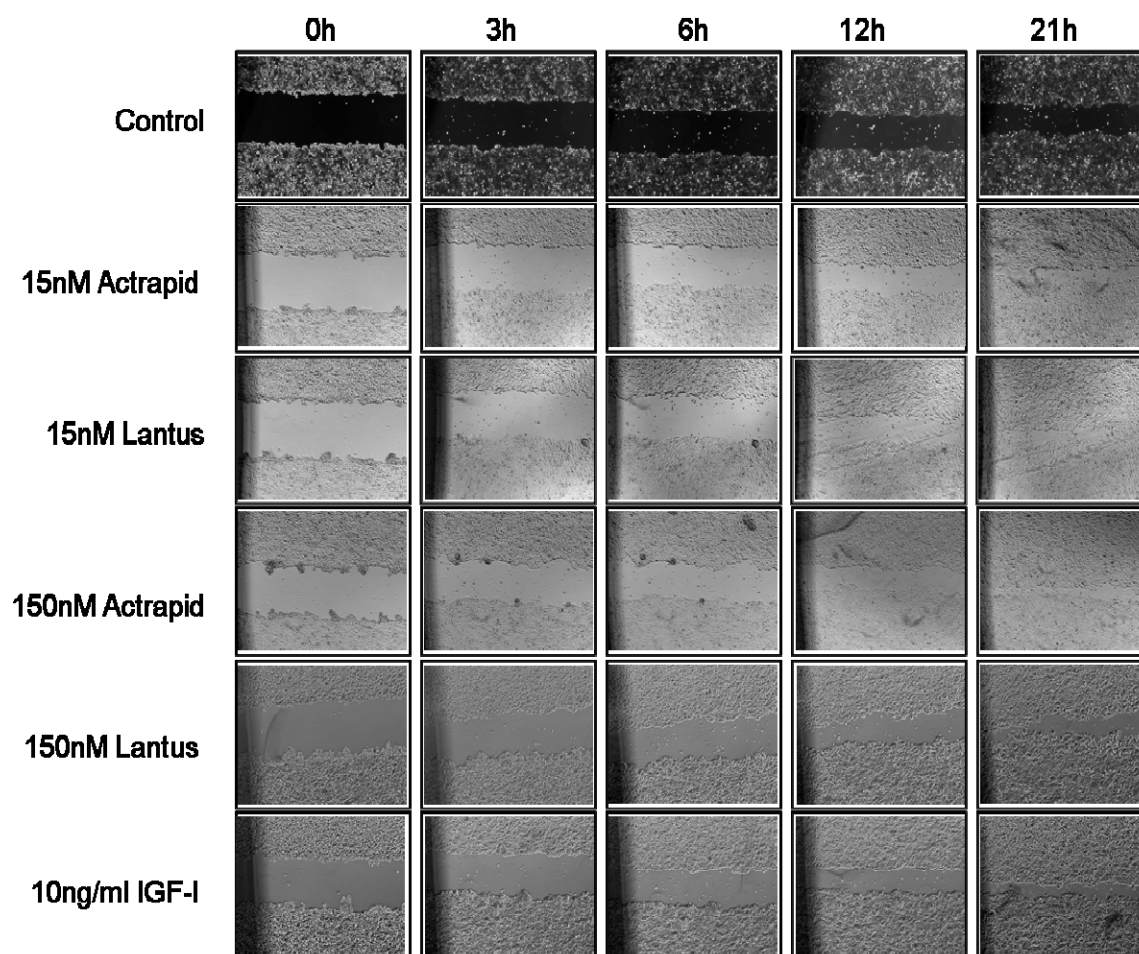 0h 3h 6h 12h 21h
Control
15nM Actrapid
15nM Lantus
150nM Actrapid
150nM Lantus
10ng/ml IGF-I